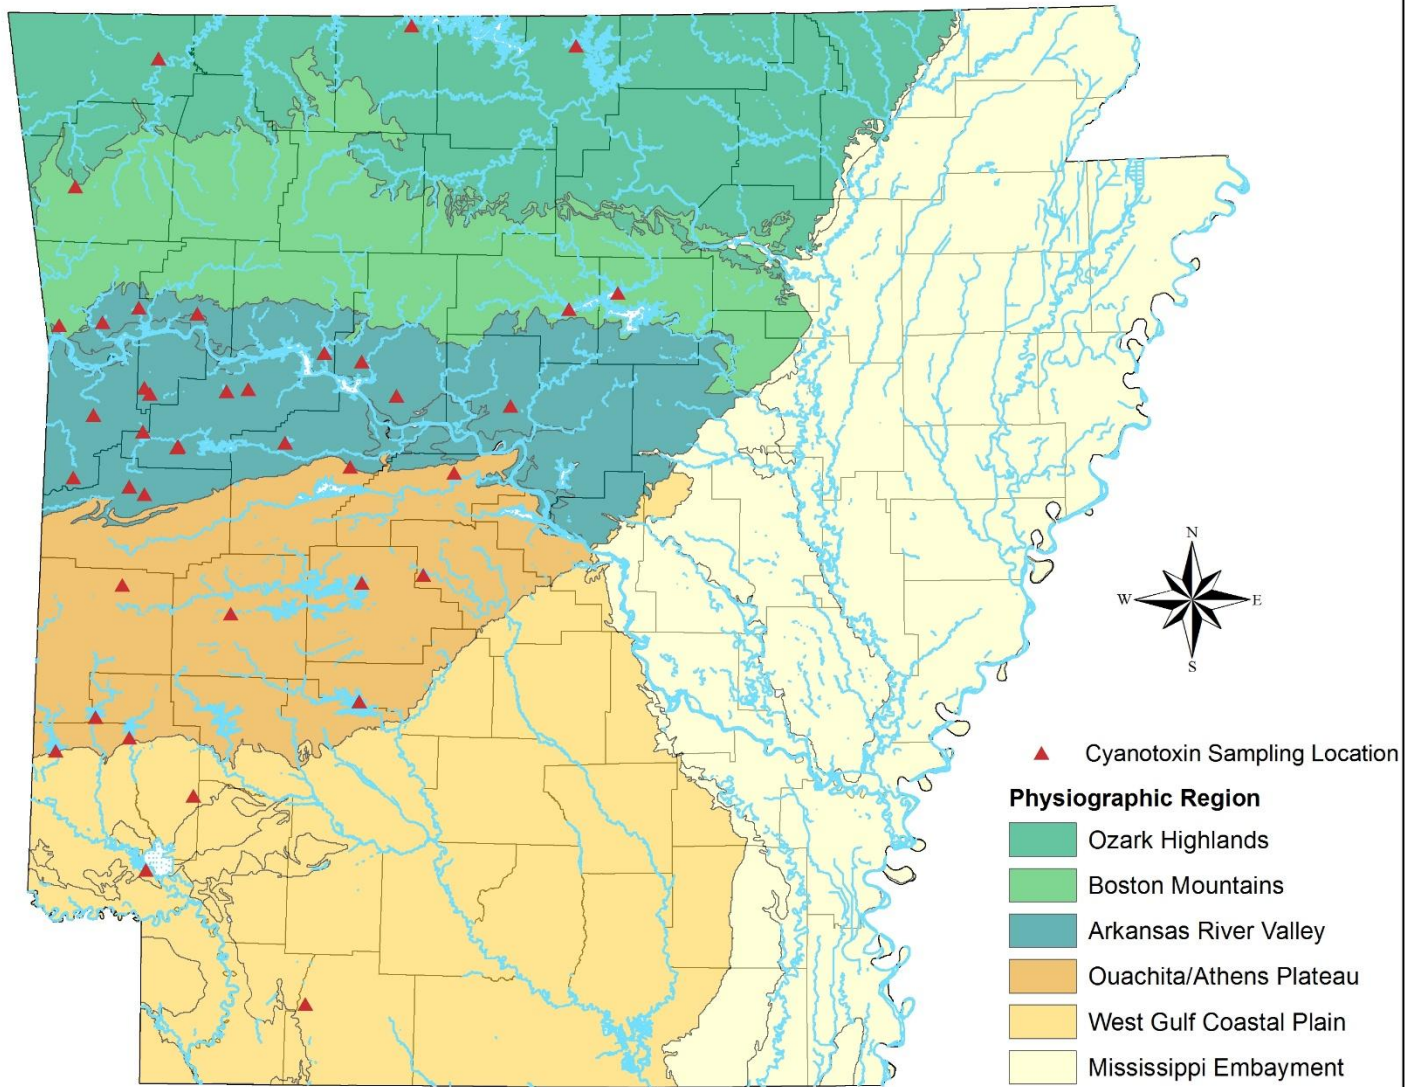 N
W
E
S
Cyanotoxin Sampling Location
Physiographic Region
Ozark Highlands
Boston Mountains
Arkansas River Valley
Ouachita/Athens Plateau
West Gulf Coastal Plain
Mississippi Embayment